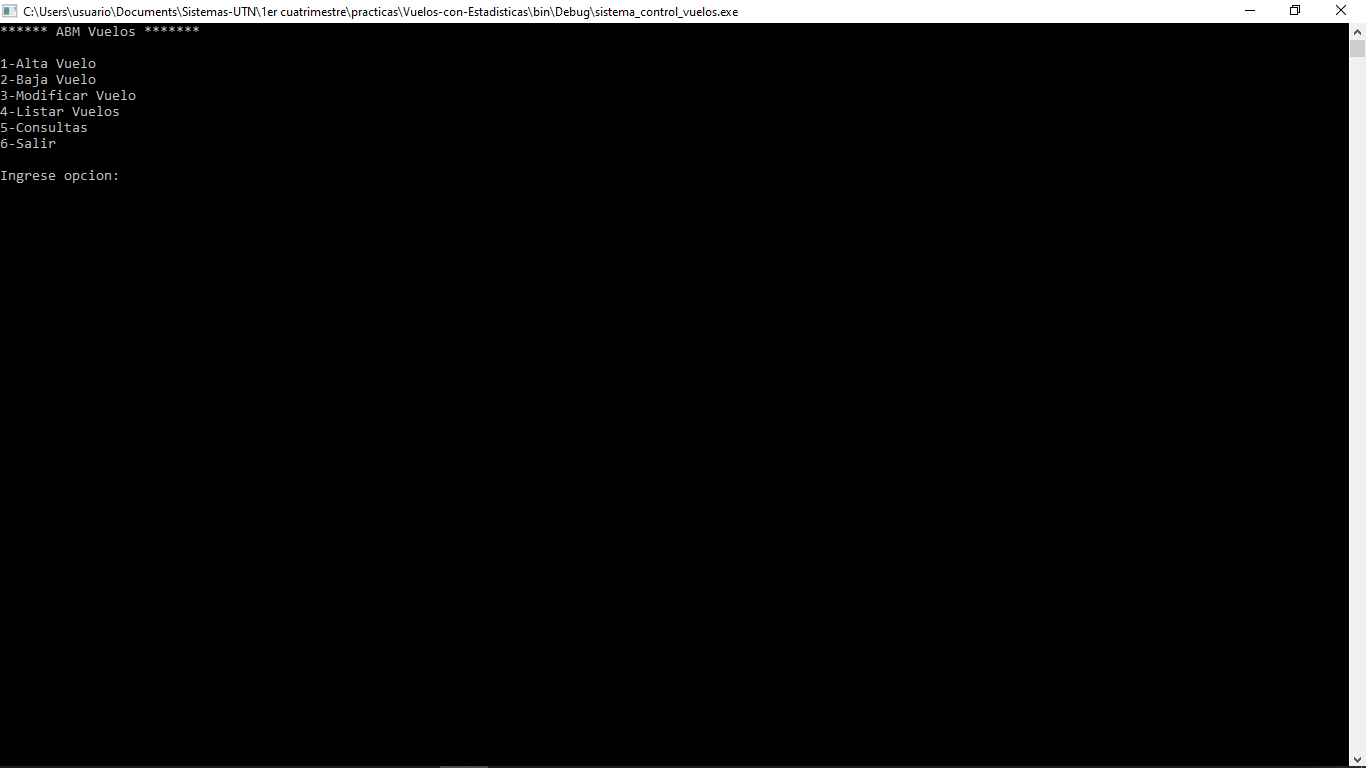 C:\Users\usuario\Documents\Sistemas-UTN\1er cuatrimestre\practicas\Vuelos-con-Estadisticas\bin\Debug\sistema_control_vuelos.exe
****** ABM Vuelos *******
1-Alta Vuelo
2-Baja Vuelo
3-Modificar Vuelo
4-Listar Vuelos
5-Consultas
6-Salir
Ingrese opcion: